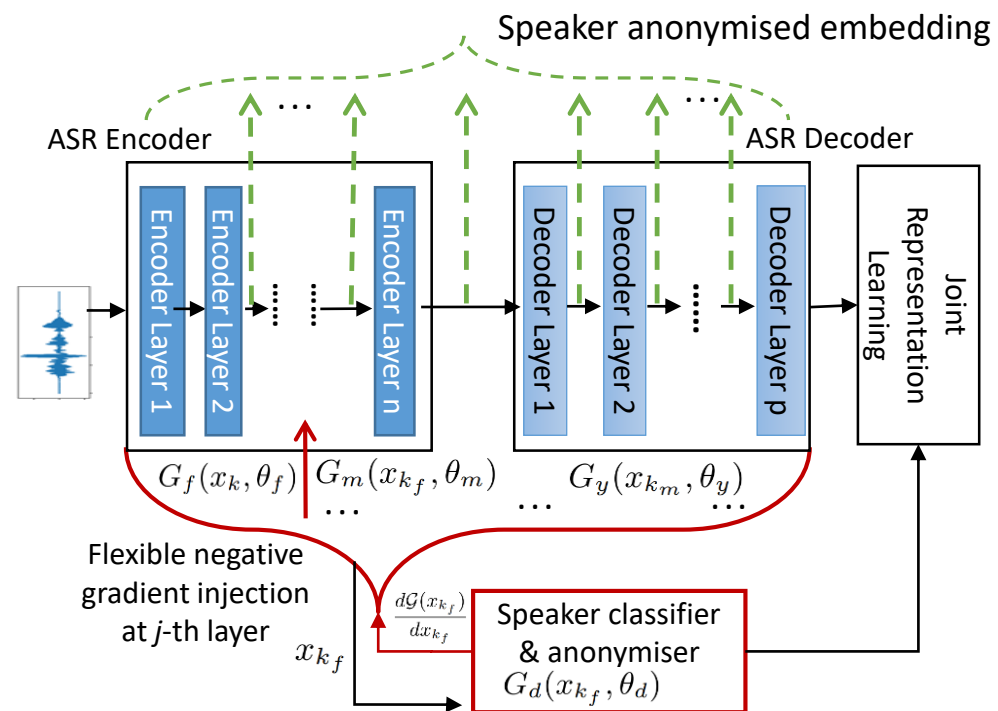 Speaker anonymised embedding
... ...
ASR Encoder
ASR Decoder
Encoder Layer 1
Encoder Layer 2
Encoder Layer n
Decoder Layer 1
Decoder Layer 2
Decoder Layer p
Joint
Representation
Learning
G_f(x_k, θ_f)
G_m(x_{k_f}, θ_m)
G_y(x_{k_m}, θ_y)
... ... ...
Flexible negative
gradient injection
at j-th layer
x_{k_f}
d𝒢(x_{k_f})
dx_{k_f}
Speaker classifier
& anonymiser
G_d(x_{k_f}, θ_d)